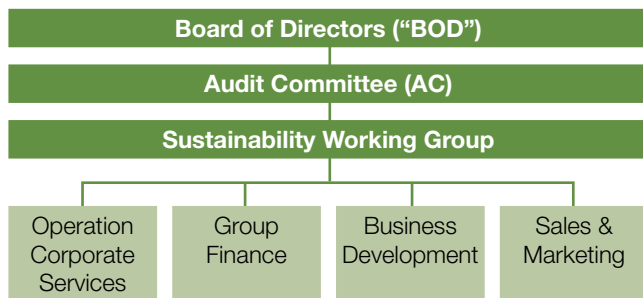 Board of Directors (“BOD”)
Audit Committee (AC)
Sustainability Working Group
Operation
Corporate
Services
Group
Finance
Business
Development
Sales &
Marketing